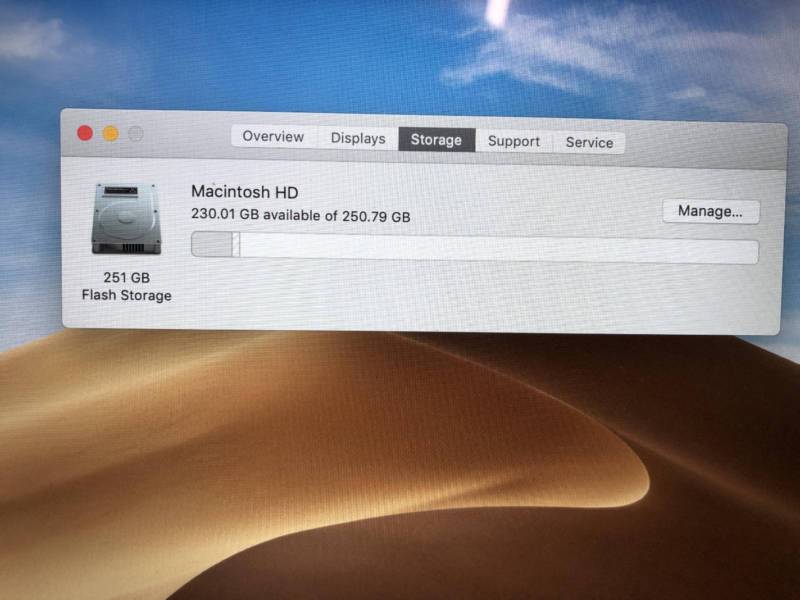 Overview Displays Storage Support Service
Macintosh HD
230.01 GB available of 250.79 GB
Manage...
251 GB
Flash Storage